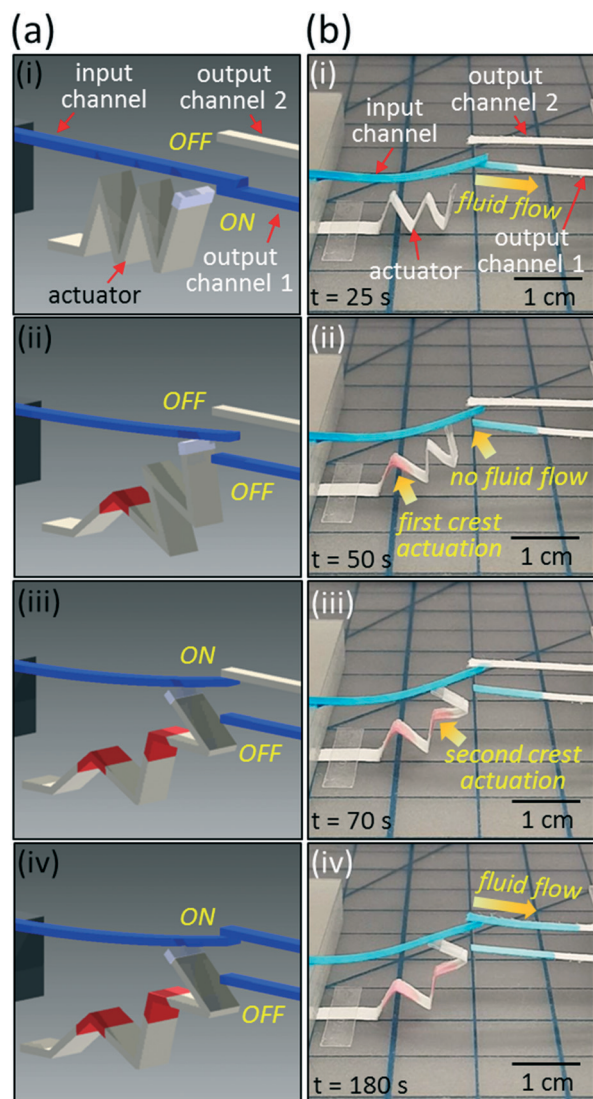 (a)
(i)
input
channel
output
channel 2
OFF
ON
actuator
output
channel 1
(ii)
OFF
OFF
(iii)
ON
OFF
(iv)
ON
OFF
(b)
(i)
output
channel 2
input
channel
fluid flow
actuator
output
channel 1
t = 25 s
1 cm
(ii)
no fluid flow
first crest
actuation
t = 50 s
1 cm
(iii)
second crest
actuation
t = 70 s
1 cm
(iv)
fluid flow
t = 180 s
1 cm